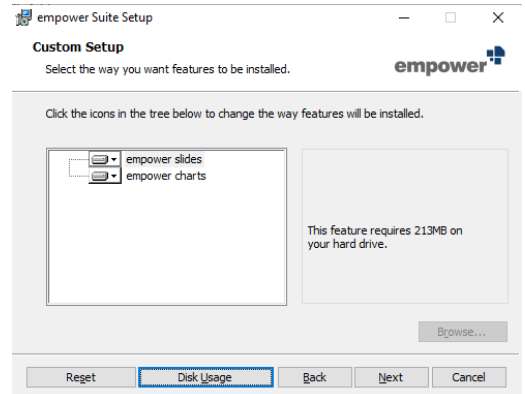 empower Suite Setup
Custom Setup
Select the way you want features to be installed.
empower
Click the icons in the tree below to change the way features will be installed.
empower slides
empower charts
This feature requires 213MB on
your hard drive.
Browse...
Reset Disk Usage Back Next Cancel